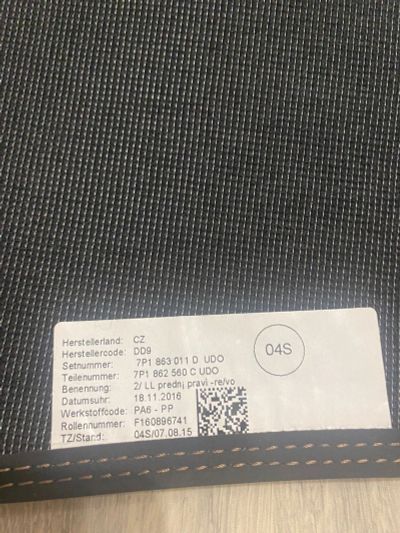 Herstellerland: CZ
Herstellercode: DD9
Setnummer: 7P1 863 011 D UDO
Teilenummer: 7P1 862 560 C UDO
Benennung: 2/ LL prednj pravi -re/vo
Datumsuhr: 18.11.2016
Werkstoffcode: PA6 - PP
Rollennummer: F160896741
TZ/Stand: 04S/07.08.15
04S